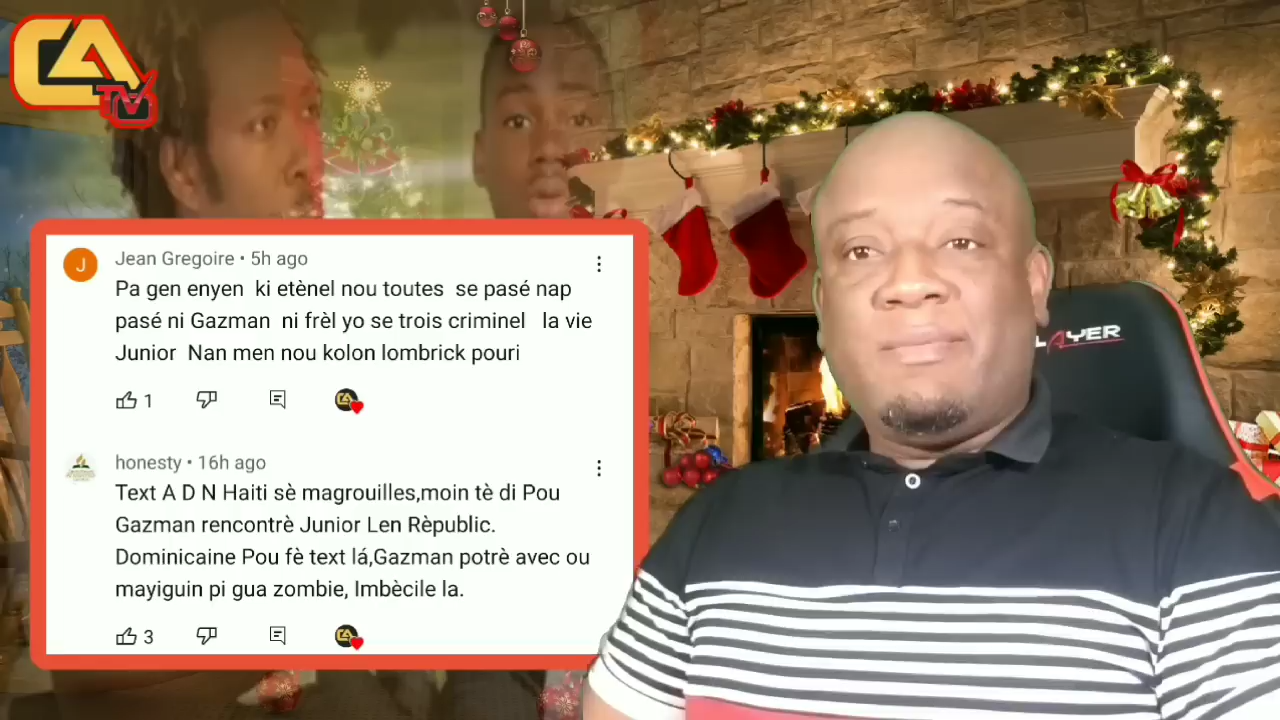 CA
TV
Jean Gregoire • 5h ago
Pa gen enyen ki etènel nou toutes se pasé nap
pasé ni Gazman ni frèl yo se trois criminel la vie
Junior Nan men nou kolon lombrick pouri
1
honesty • 16h ago
Text A D N Haiti sè magrouilles,moin tè di Pou
Gazman rencontrè Junior Len Rèpublic.
Dominicaine Pou fè text lá,Gazman potrè avec ou
mayiguin pi gua zombie, Imbècile la.
3
LAYER